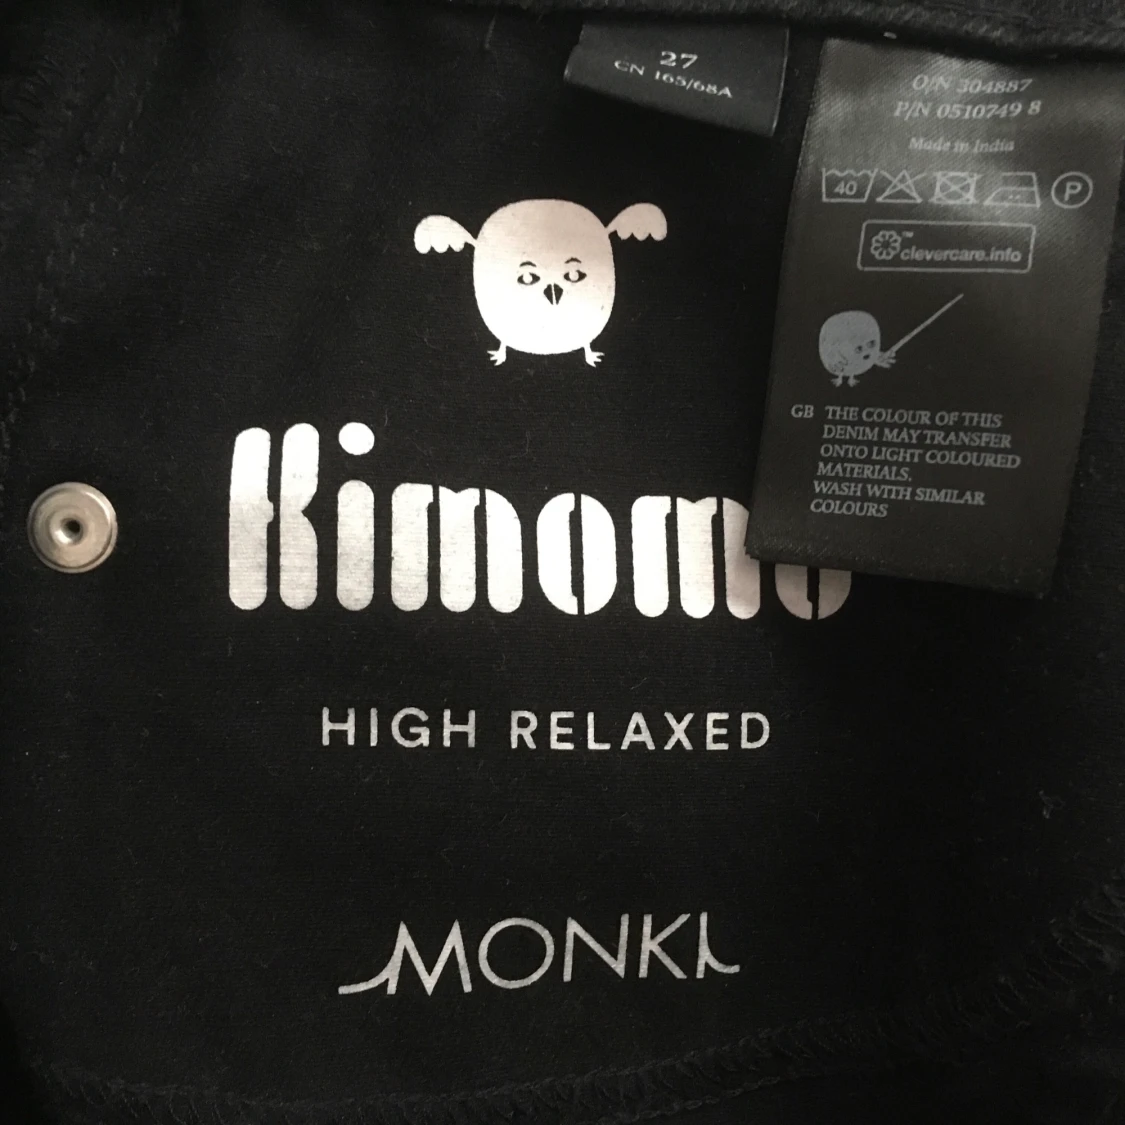 27
CN 165/68A
O/N 304887
P/N 0510749 8
Made in India
40 P
clevercare.info
GB THE COLOUR OF THIS
DENIM MAY TRANSFER
ONTO LIGHT COLOURED
MATERIALS.
WASH WITH SIMILAR
COLOURS
Kimomo
HIGH RELAXED
MONKI